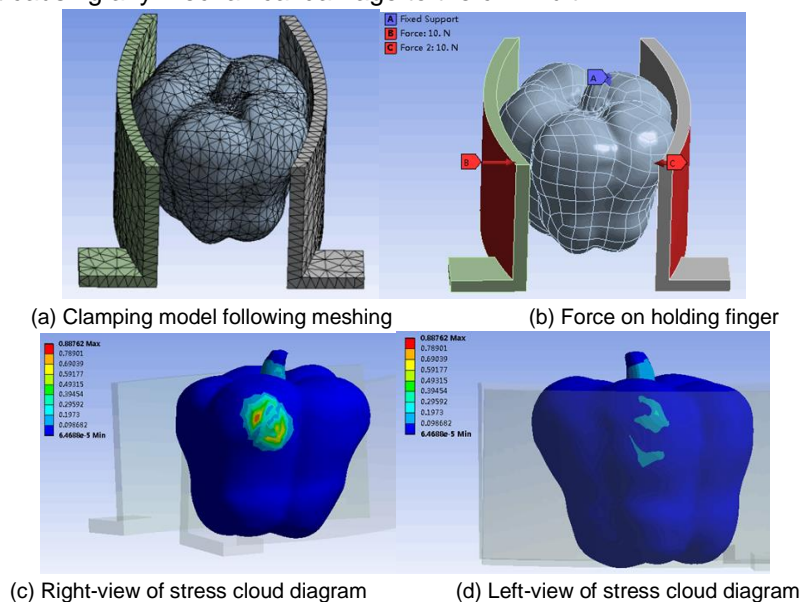 A Fixed Support
B Force: 10. N
C Force 2: 10. N
A
B
C
(a) Clamping model following meshing
(b) Force on holding finger
0.88762 Max
0.78901
0.69039
0.59177
0.49315
0.39454
0.29592
0.1973
0.098682
6.4688e-5 Min
0.88762 Max
0.78901
0.69039
0.59177
0.49315
0.39454
0.29592
0.1973
0.098682
6.4688e-5 Min
(c) Right-view of stress cloud diagram
(d) Left-view of stress cloud diagram